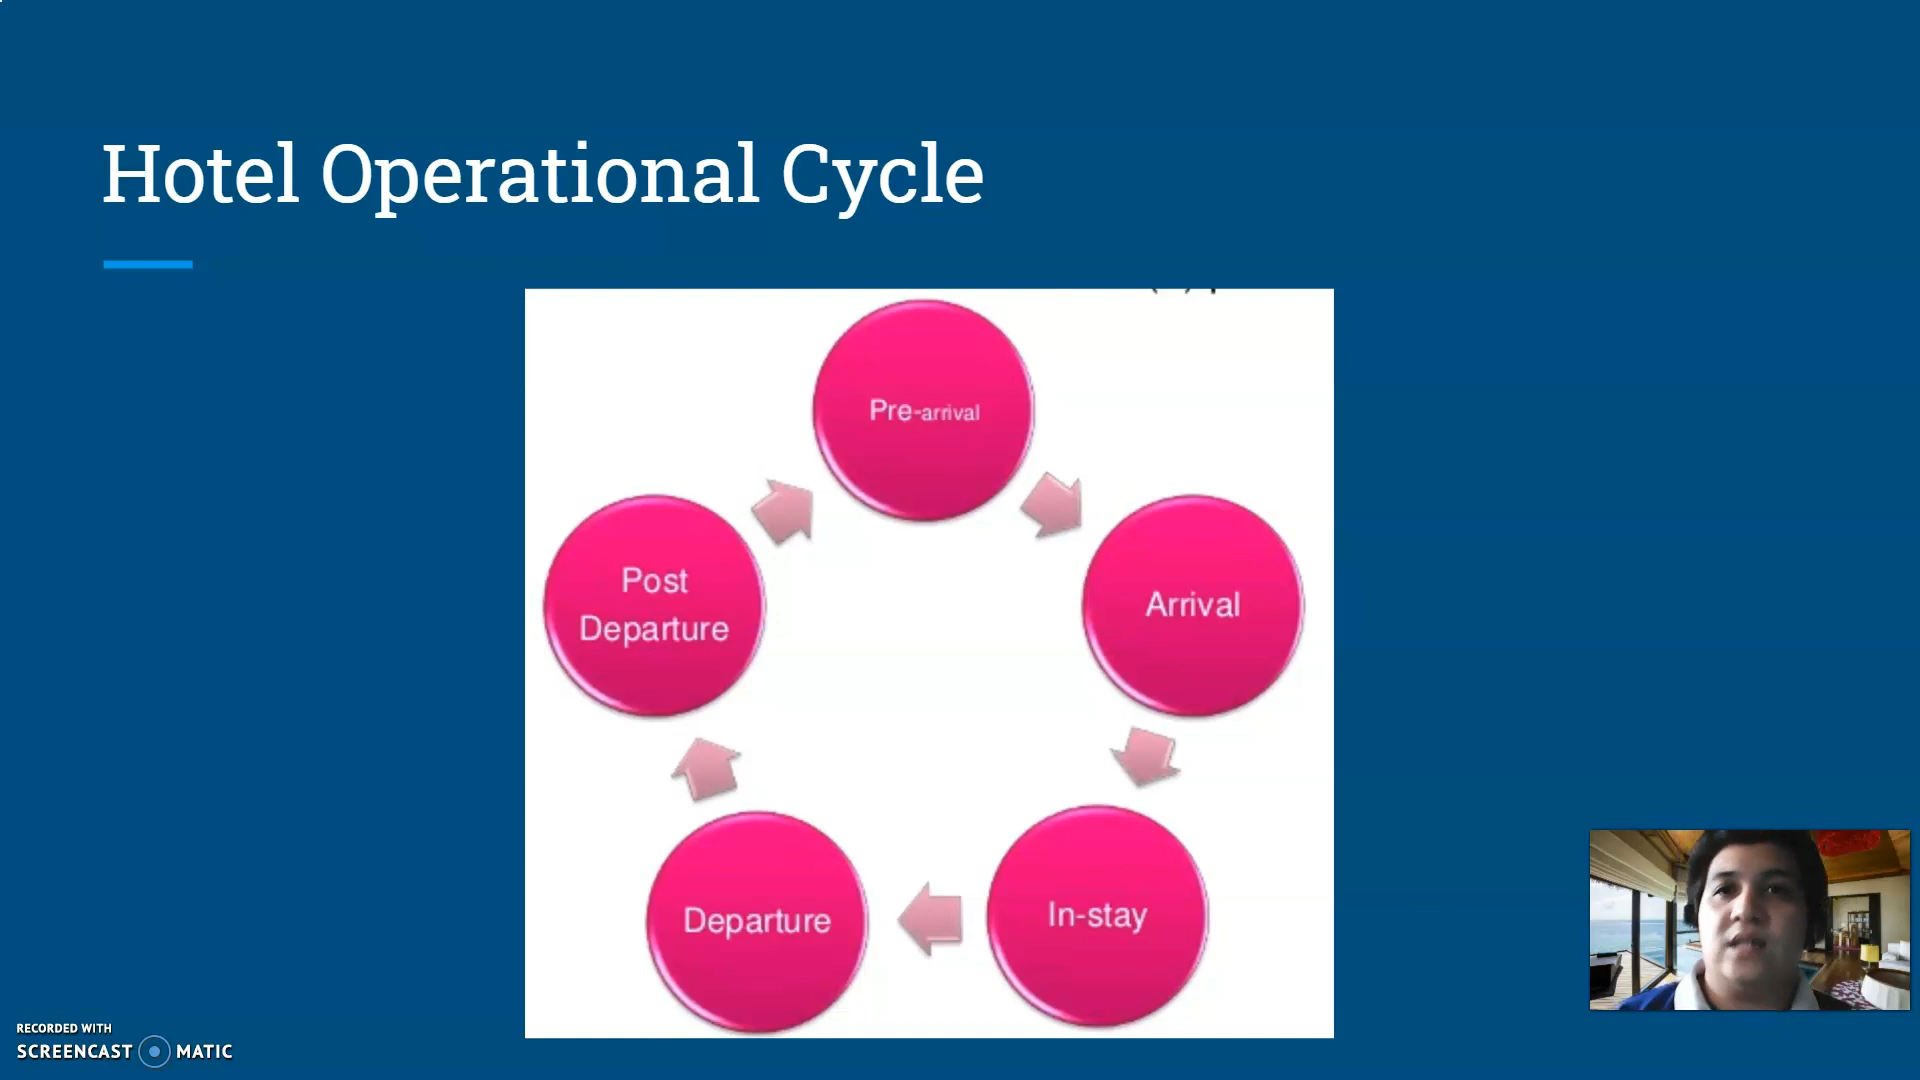 Hotel Operational Cycle
Pre-arrival
Arrival
In-stay
Departure
Post
Departure
RECORDED WITH
SCREENCAST MATIC